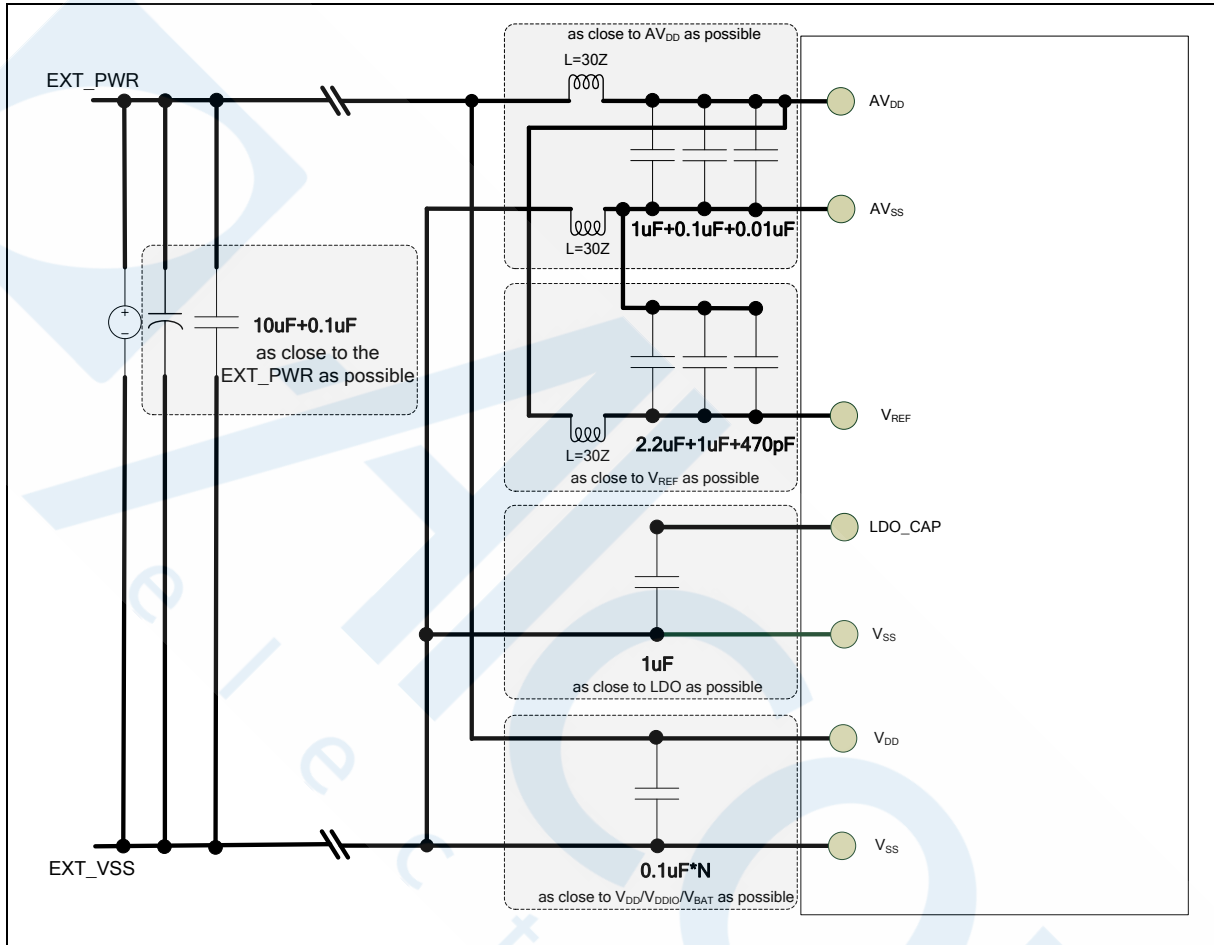 as close to AVDD as possible
L=30Z
EXT_PWR
AVDD
AVSS
1uF+0.1uF+0.01uF
L=30Z
+
−
10uF+0.1uF
as close to the
EXT_PWR as possible
VREF
L=30Z
2.2uF+1uF+470pF
as close to VREF as possible
LDO_CAP
VSS
1uF
as close to LDO as possible
VDD
VSS
EXT_VSS
0.1uF*N
as close to VDD/VDDIO/VBAT as possible